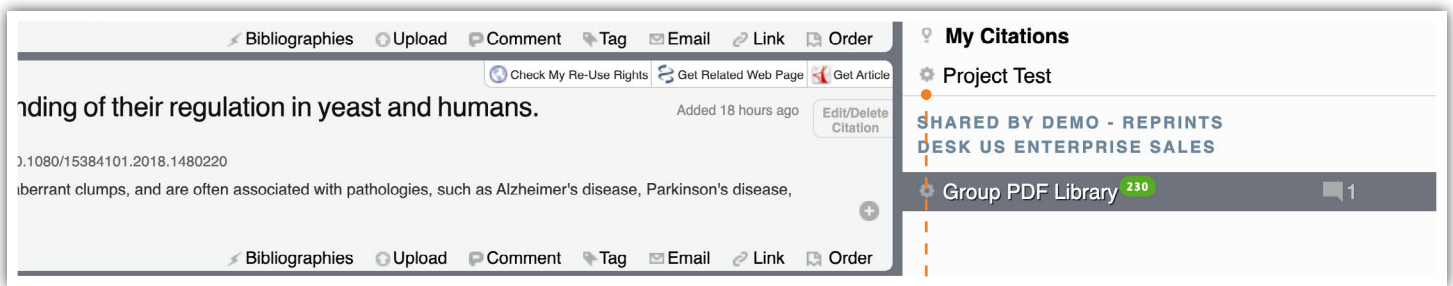 Bibliographies Upload Comment Tag Email Link Order
Check My Re-Use Rights Get Related Web Page Get Article
nding of their regulation in yeast and humans.
Added 18 hours ago
Edit/Delete
Citation
0.1080/15384101.2018.1480220
aberrant clumps, and are often associated with pathologies, such as Alzheimer's disease, Parkinson's disease,
Bibliographies Upload Comment Tag Email Link Order
My Citations
Project Test
SHARED BY DEMO - REPRINTS
DESK US ENTERPRISE SALES
Group PDF Library 230 1